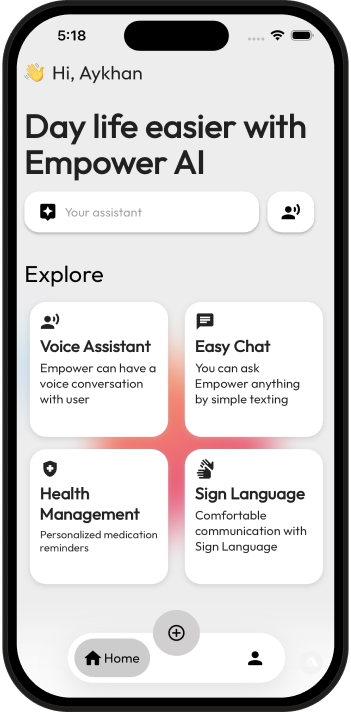 5:18
👋 Hi, Aykhan
Day life easier with
Empower AI
Your assistant
Explore
Voice Assistant
Empower can have a
voice conversation
with user
Easy Chat
You can ask
Empower anything
by simple texting
Health
Management
Personalized medication
reminders
Sign Language
Comfortable
communication with
Sign Language
Home